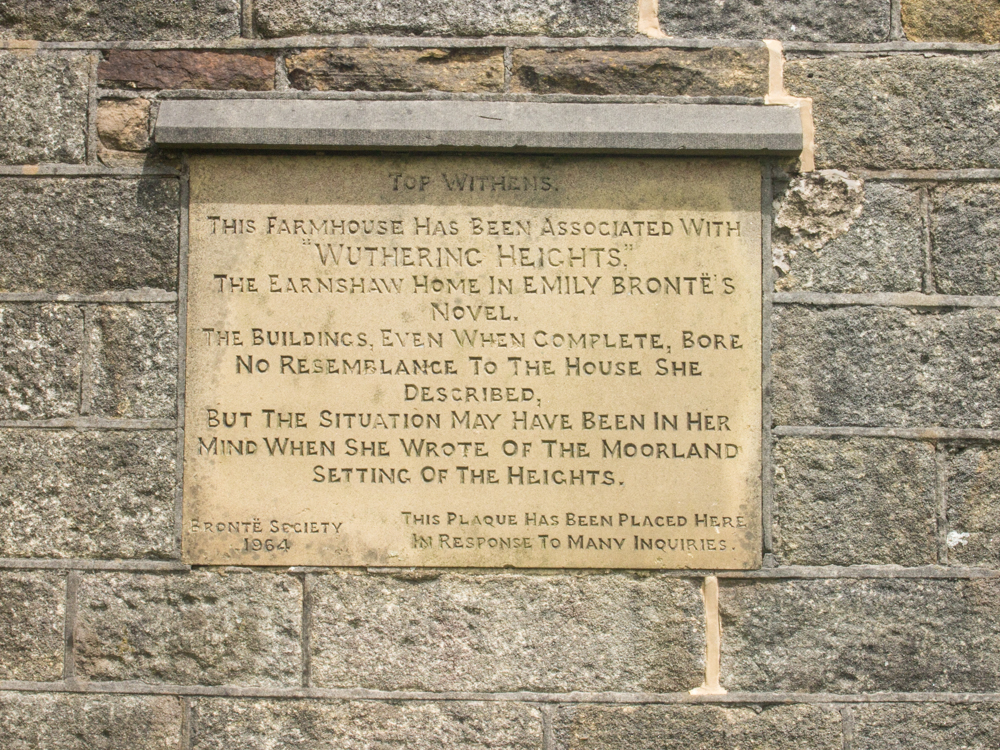 TOP WITHENS.
THIS FARMHOUSE HAS BEEN ASSOCIATED WITH
"WUTHERING HEIGHTS."
THE EARNSHAW HOME IN EMILY BRONTË'S
NOVEL.
THE BUILDINGS, EVEN WHEN COMPLETE, BORE
NO RESEMBLANCE TO THE HOUSE SHE
DESCRIBED,
BUT THE SITUATION MAY HAVE BEEN IN HER
MIND WHEN SHE WROTE OF THE MOORLAND
SETTING OF THE HEIGHTS.
BRONTË SOCIETY
1964
THIS PLAQUE HAS BEEN PLACED HERE
IN RESPONSE TO MANY INQUIRIES.